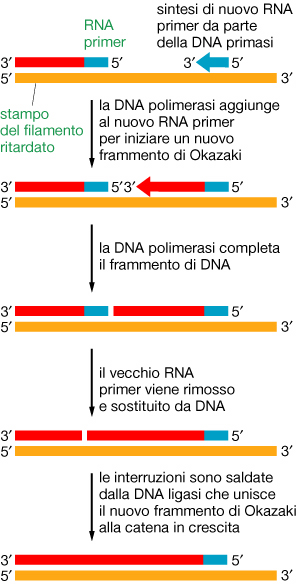 RNA
primer
sintesi di nuovo RNA
primer da parte
della DNA primasi
3′ 5′ 3′ 5′
5′ 3′
stampo
del filamento
ritardato
la DNA polimerasi aggiunge
al nuovo RNA primer
per iniziare un nuovo
frammento di Okazaki
3′ 5′ 3′ 5′
5′ 3′
la DNA polimerasi completa
il frammento di DNA
3′ 5′
5′ 3′
il vecchio RNA
primer viene rimosso
e sostituito da DNA
3′ 5′
5′ 3′
le interruzioni sono saldate
dalla DNA ligasi che unisce
il nuovo frammento di Okazaki
alla catena in crescita
3′ 5′
5′ 3′